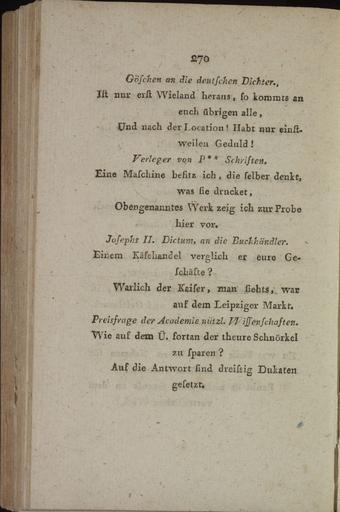 270
Göſchen an die deutſchen Dichter.,
Iſt nur erſt Wieland heraus, ſo kommts an
euch übrigen alle,
Und nach der Location! Habt nur einſt-
weilen Geduld!
Verleger von P** Schriften.
Eine Maſchine beſitz ich, die ſelber denkt,
was ſie drucket,
Obengenanntes Werk zeig ich zur Probe
hier vor.
Joſephs II. Dictum, an die Buchhändler.
Einem Käſehandel verglich er eure Ge-
ſchäfte?
Warlich der Kaiſer, man ſiehts, war
auf dem Leipziger Markt.
Preisfrage der Academie nützl. Wiſſenſchaften.
Wie auf dem Ü. fortan der theure Schnörkel
zu ſparen?
Auf die Antwort ſind dreiſsig Dukaten
geſetzt.